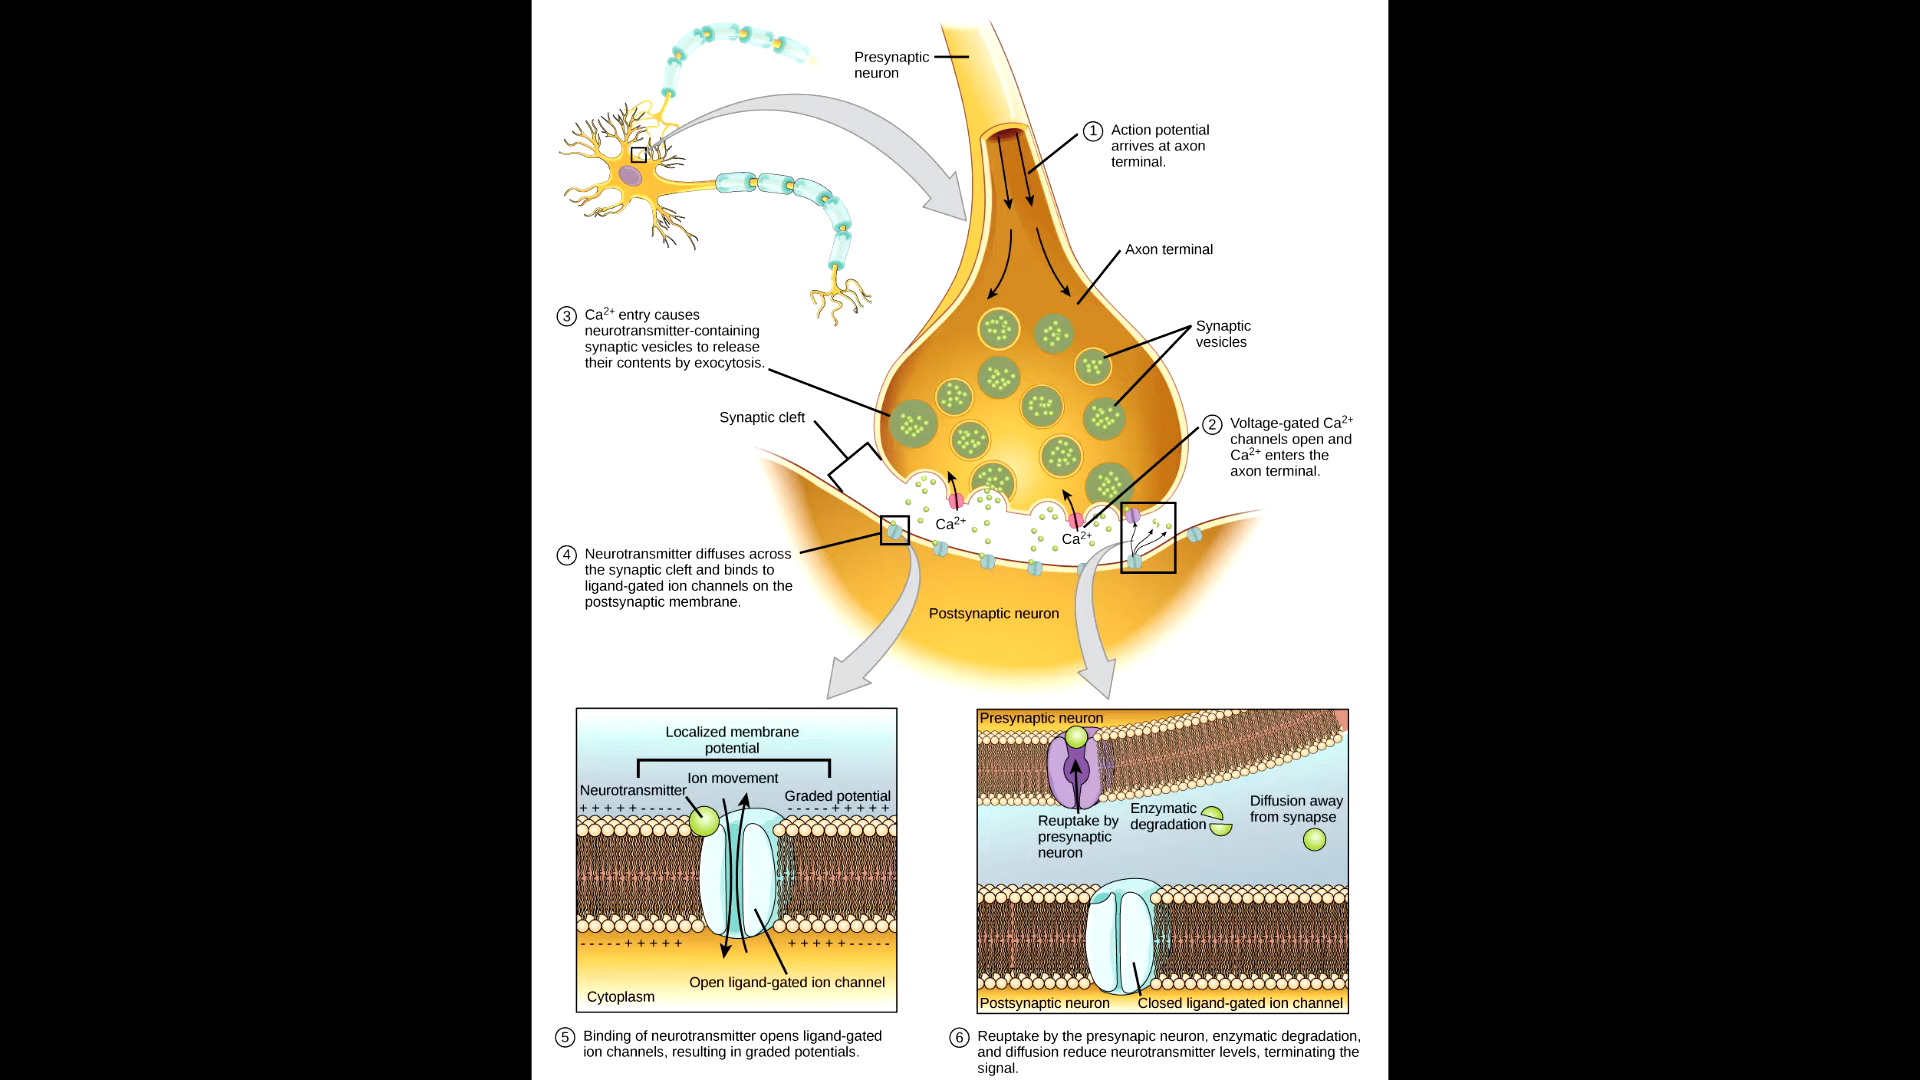 Presynaptic
neuron
1 Action potential
arrives at axon
terminal.
Axon terminal
3 Ca2+ entry causes
neurotransmitter-containing
synaptic vesicles to release
their contents by exocytosis.
Synaptic
vesicles
Synaptic cleft
2 Voltage-gated Ca2+
channels open and
Ca2+ enters the
axon terminal.
Ca2+
Ca2+
4 Neurotransmitter diffuses across
the synaptic cleft and binds to
ligand-gated ion channels on the
postsynaptic membrane.
Postsynaptic neuron
Localized membrane
potential
Ion movement
Neurotransmitter
Graded potential
+ + + + + - - - - -
- - - - - + + + + +
- - - - - + + + + +
+ + + + + - - - - -
Open ligand-gated ion channel
Cytoplasm
5 Binding of neurotransmitter opens ligand-gated
ion channels, resulting in graded potentials.
Presynaptic neuron
Reuptake by
presynaptic
neuron
Enzymatic
degradation
Diffusion away
from synapse
Postsynaptic neuron
Closed ligand-gated ion channel
6 Reuptake by the presynapic neuron, enzymatic degradation,
and diffusion reduce neurotransmitter levels, terminating the
signal.